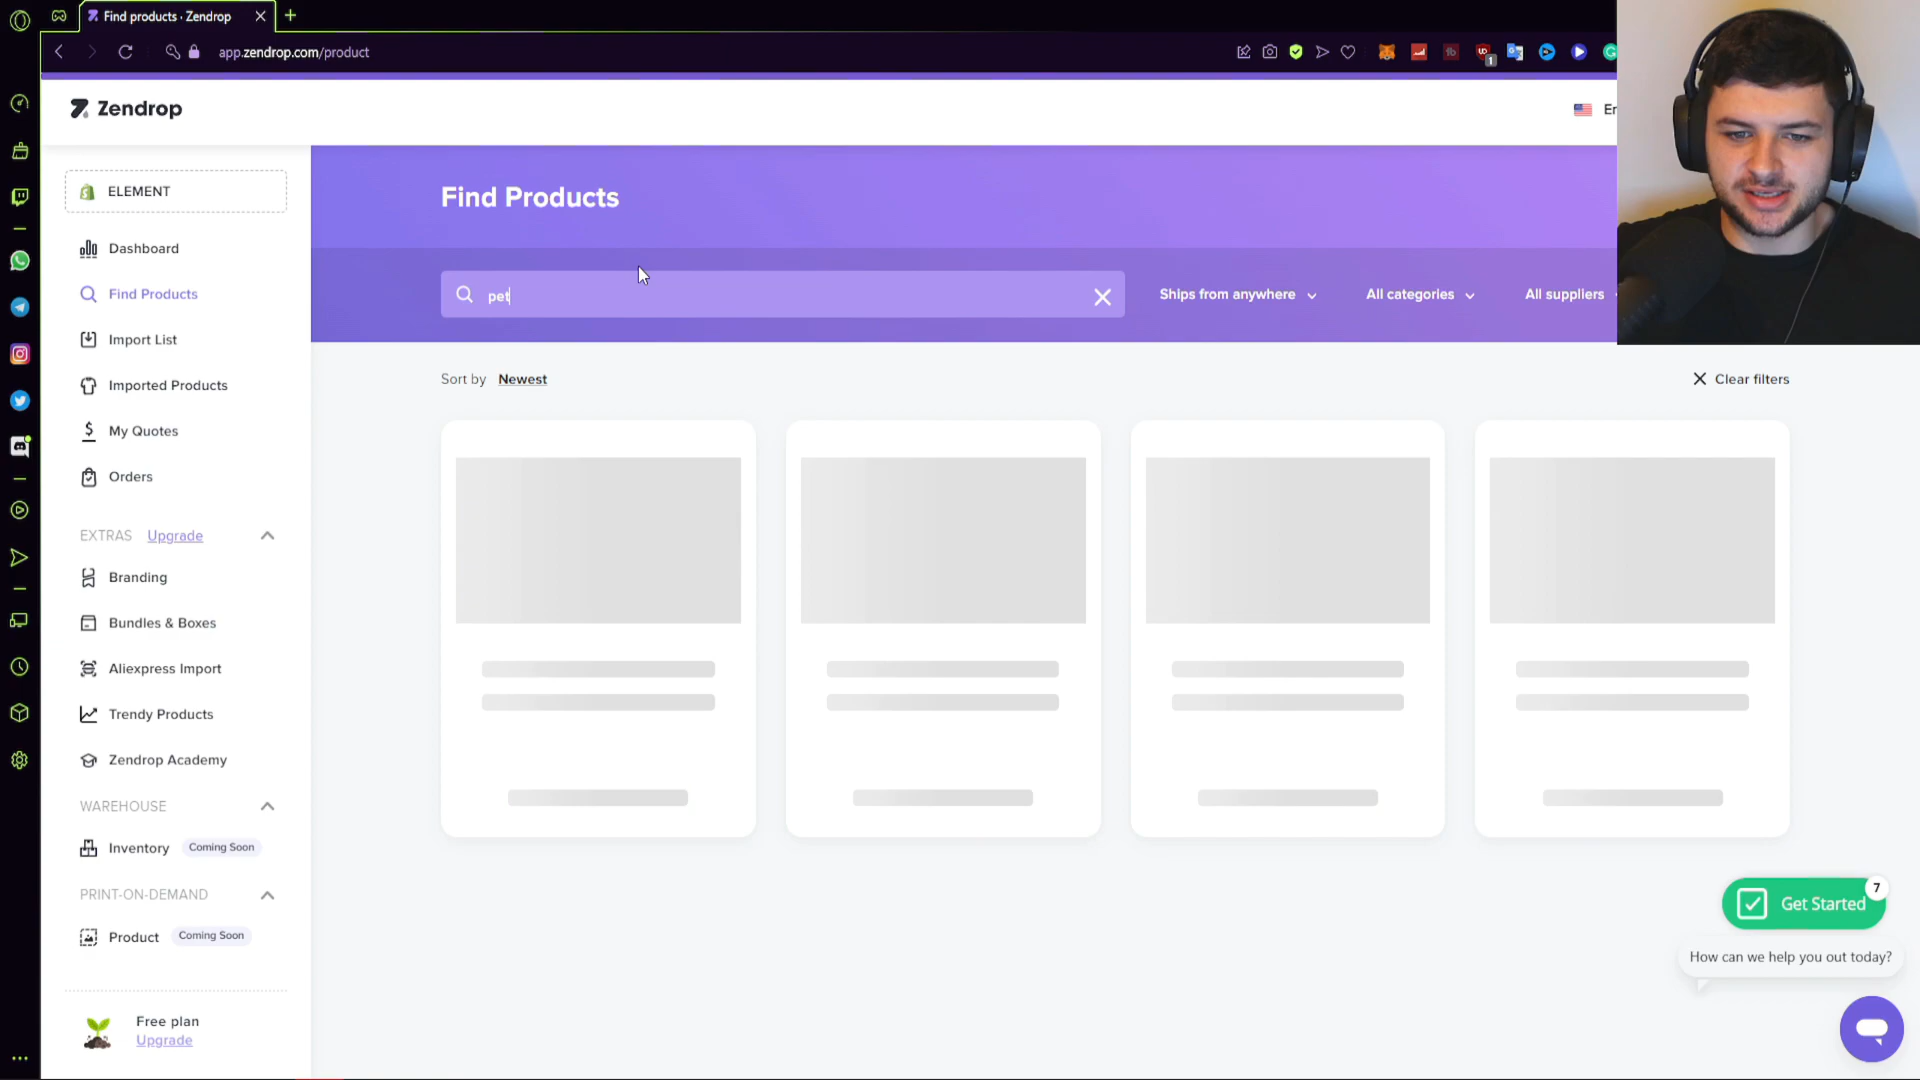 Find products · Zendrop
app.zendrop.com/product
1
Zendrop
ELEMENT
Dashboard
Find Products
Import List
Imported Products
My Quotes
Orders
EXTRAS Upgrade
Branding
Bundles & Boxes
Aliexpress Import
Trendy Products
Zendrop Academy
WAREHOUSE
Inventory Coming Soon
PRINT-ON-DEMAND
Product Coming Soon
Free plan
Upgrade
Find Products
pet
Ships from anywhere
All categories
All suppliers
Sort by Newest
Clear filters
7
Get Started
How can we help you out today?